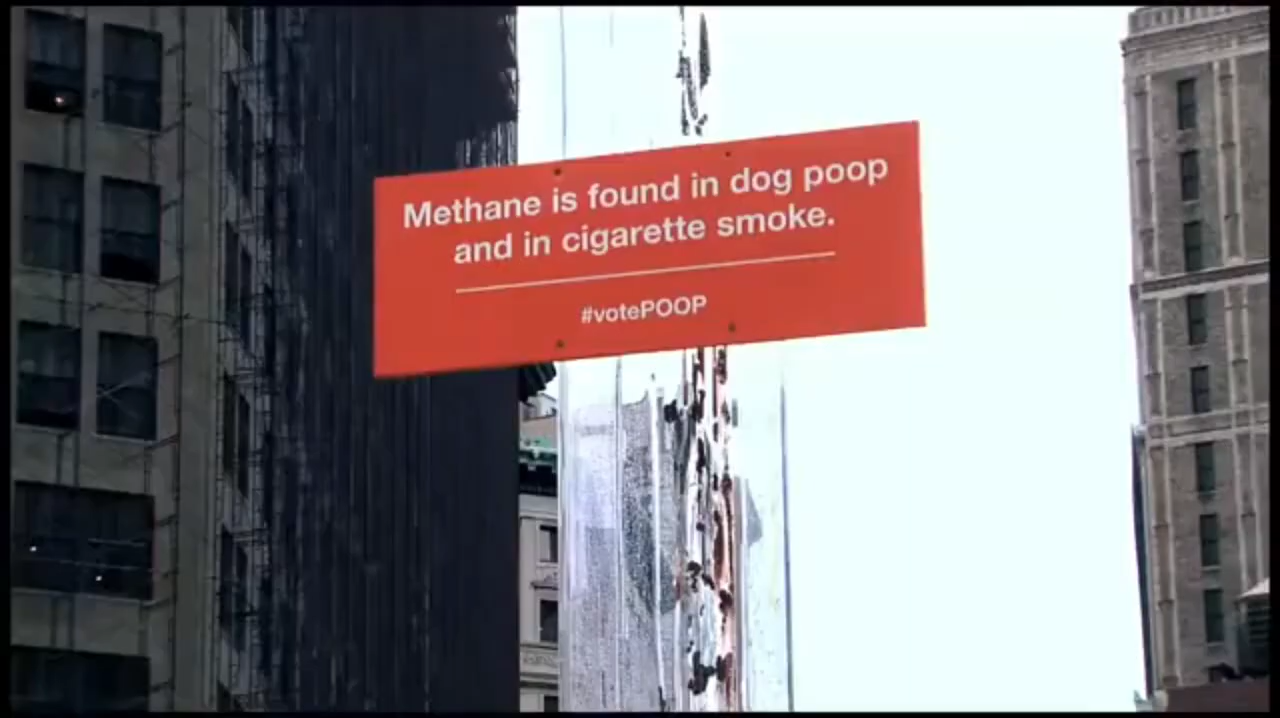 Methane is found in dog poop
and in cigarette smoke.
#votePOOP